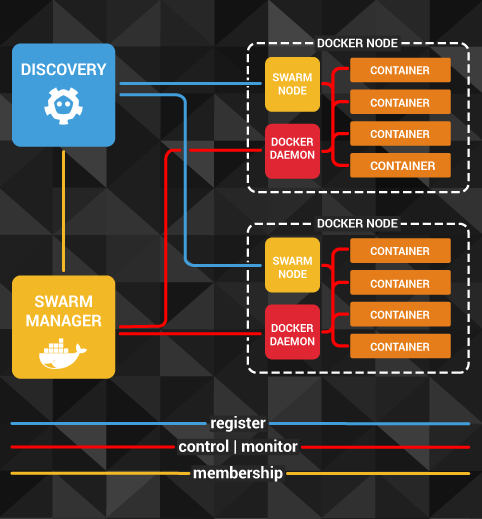 DISCOVERY
SWARM
MANAGER
DOCKER NODE
SWARM
NODE
DOCKER
DAEMON
CONTAINER
CONTAINER
CONTAINER
CONTAINER
DOCKER NODE
SWARM
NODE
DOCKER
DAEMON
CONTAINER
CONTAINER
CONTAINER
CONTAINER
register
control | monitor
membership